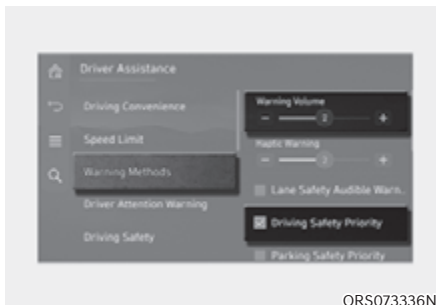 Driver Assistance
Driving Convenience
Speed Limit
Warning Methods
Driver Attention Warning
Driving Safety
Warning Volume
Haptic Warning
Lane Safety Audible Warn..
Driving Safety Priority
Parking Safety Priority
ORS073336N